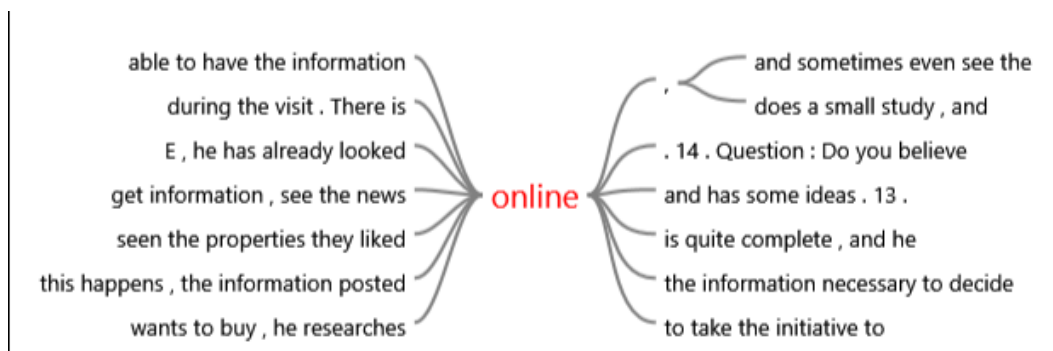 able to have the information
during the visit . There is
E , he has already looked
get information , see the news
seen the properties they liked
this happens , the information posted
wants to buy , he researches
online
,
and sometimes even see the
does a small study , and
. 14 . Question : Do you believe
and has some ideas . 13 .
is quite complete , and he
the information necessary to decide
to take the initiative to